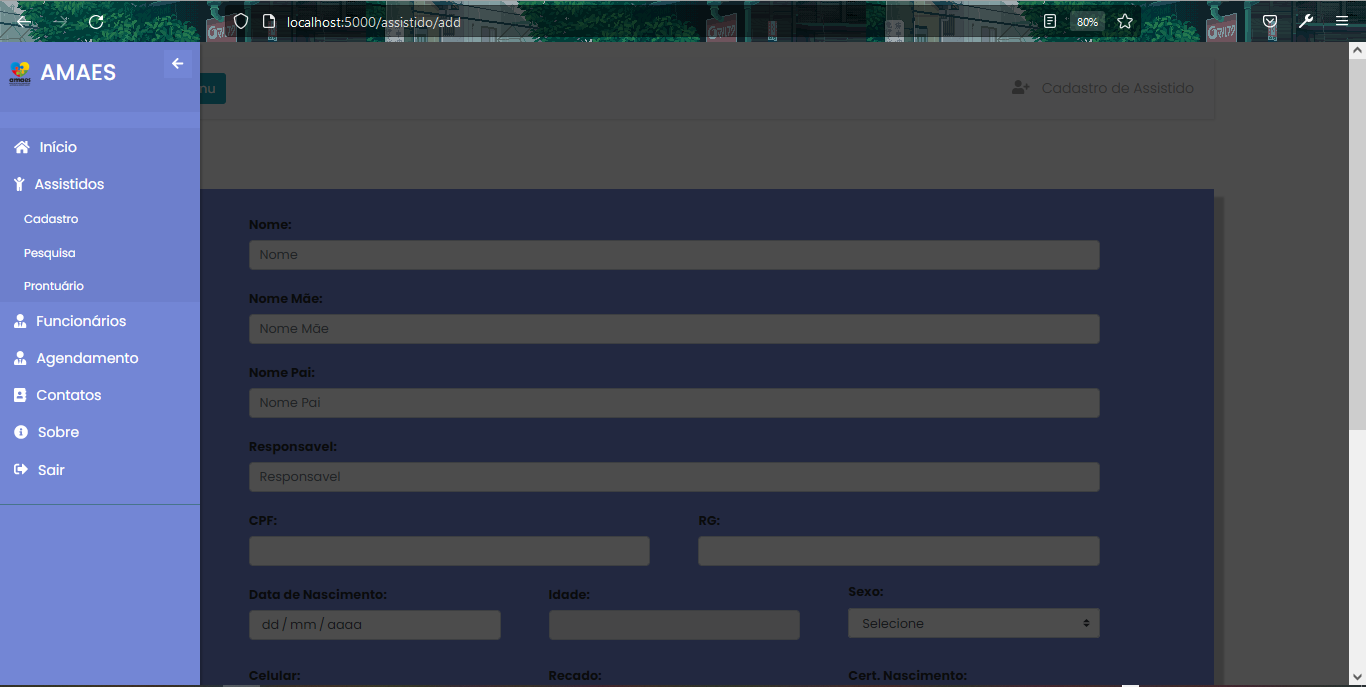 localhost:5000/assistido/add
80%
AMAES
nu
Cadastro de Assistido
Início
Assistidos
Cadastro
Pesquisa
Prontuário
Funcionários
Agendamento
Contatos
Sobre
Sair
Nome:
Nome
Nome Mãe:
Nome Mãe
Nome Pai:
Nome Pai
Responsavel:
Responsavel
CPF: RG:
Data de Nascimento: Idade: Sexo:
dd / mm / aaaa Selecione
Celular: Recado: Cert. Nascimento: